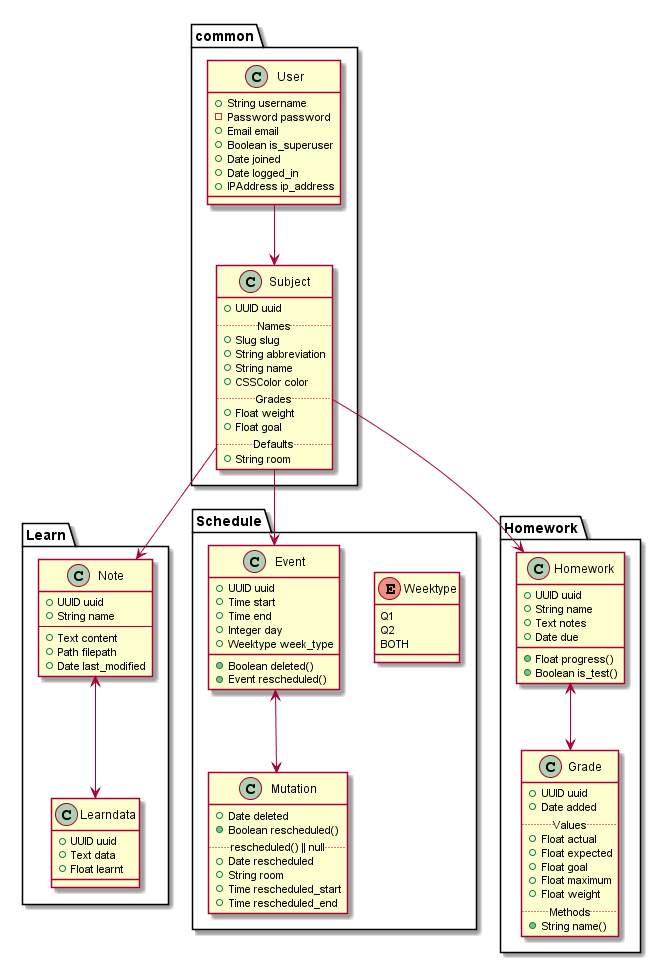 common
C User
String username
Password password
Email email
Boolean is_superuser
Date joined
Date logged_in
IPAddress ip_address
C Subject
UUID uuid
Names
Slug slug
String abbreviation
String name
CSSColor color
Grades
Float weight
Float goal
Defaults
String room
Learn
C Note
UUID uuid
String name
Text content
Path filepath
Date last_modified
C Learndata
UUID uuid
Text data
Float learnt
Schedule
C Event
UUID uuid
Time start
Time end
Integer day
Weektype week_type
Boolean deleted()
Event rescheduled()
E Weektype
Q1
Q2
BOTH
C Mutation
Date deleted
Boolean rescheduled()
rescheduled() || null
Date rescheduled
String room
Time rescheduled_start
Time rescheduled_end
Homework
C Homework
UUID uuid
String name
Text notes
Date due
Float progress()
Boolean is_test()
C Grade
UUID uuid
Date added
Values
Float actual
Float expected
Float goal
Float maximum
Float weight
Methods
String name()